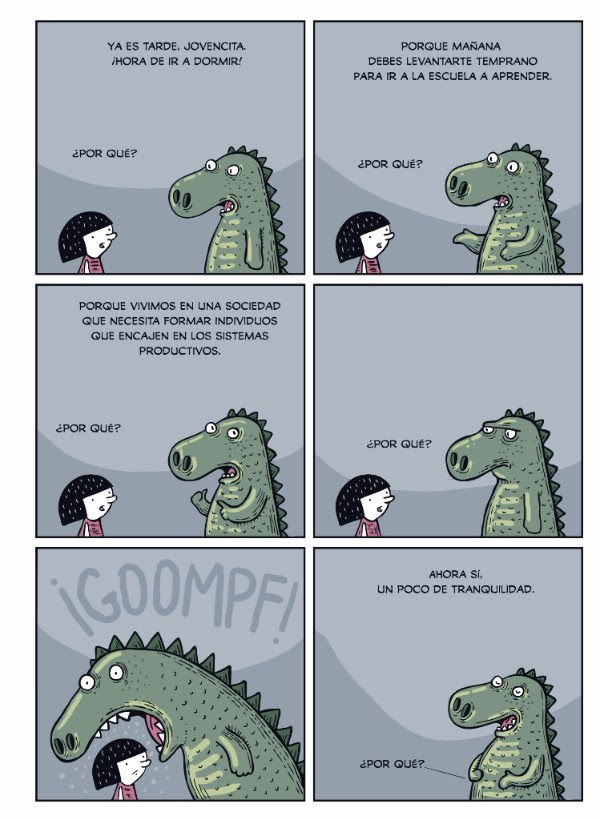 YA ES TARDE, JOVENCITA.
¡HORA DE IR A DORMIR!
¿POR QUÉ?
PORQUE MAÑANA
DEBES LEVANTARTE TEMPRANO
PARA IR A LA ESCUELA A APRENDER.
¿POR QUÉ?
PORQUE VIVIMOS EN UNA SOCIEDAD
QUE NECESITA FORMAR INDIVIDUOS
QUE ENCAJEN EN LOS SISTEMAS
PRODUCTIVOS.
¿POR QUÉ?
¿POR QUÉ?
¡GOOMPF!
AHORA SÍ,
UN POCO DE TRANQUILIDAD.
¿POR QUÉ?